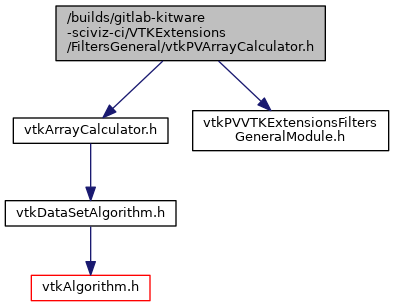 /builds/gitlab-kitware
-sciviz-ci/VTKExtensions
/FiltersGeneral/vtkPVArrayCalculator.h
vtkArrayCalculator.h
vtkPVVTKExtensionsFilters
GeneralModule.h
vtkDataSetAlgorithm.h
vtkAlgorithm.h